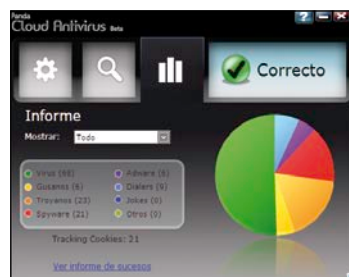 Panda
Cloud Antivirus Beta
Correcto
Informe
Mostrar: Todo
Virus (68)
Adware (6)
Gusanos (6)
Dialers (9)
Troyanos (23)
Jokes (0)
Spyware (21)
Otros (0)
Tracking Cookies: 21
Ver informe de sucesos